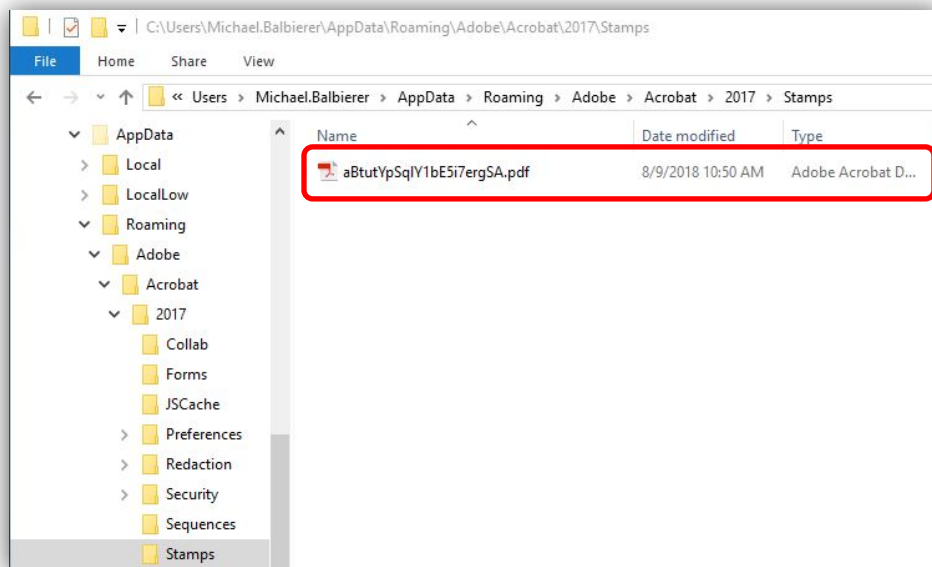 C:\Users\Michael.Balbierer\AppData\Roaming\Adobe\Acrobat\2017\Stamps
File Home Share View
« Users > Michael.Balbierer > AppData > Roaming > Adobe > Acrobat > 2017 > Stamps
AppData
Local
LocalLow
Roaming
Adobe
Acrobat
2017
Collab
Forms
JSCache
Preferences
Redaction
Security
Sequences
Stamps
Name Date modified Type
aBtutYpSqIY1bE5i7ergSA.pdf 8/9/2018 10:50 AM Adobe Acrobat D...